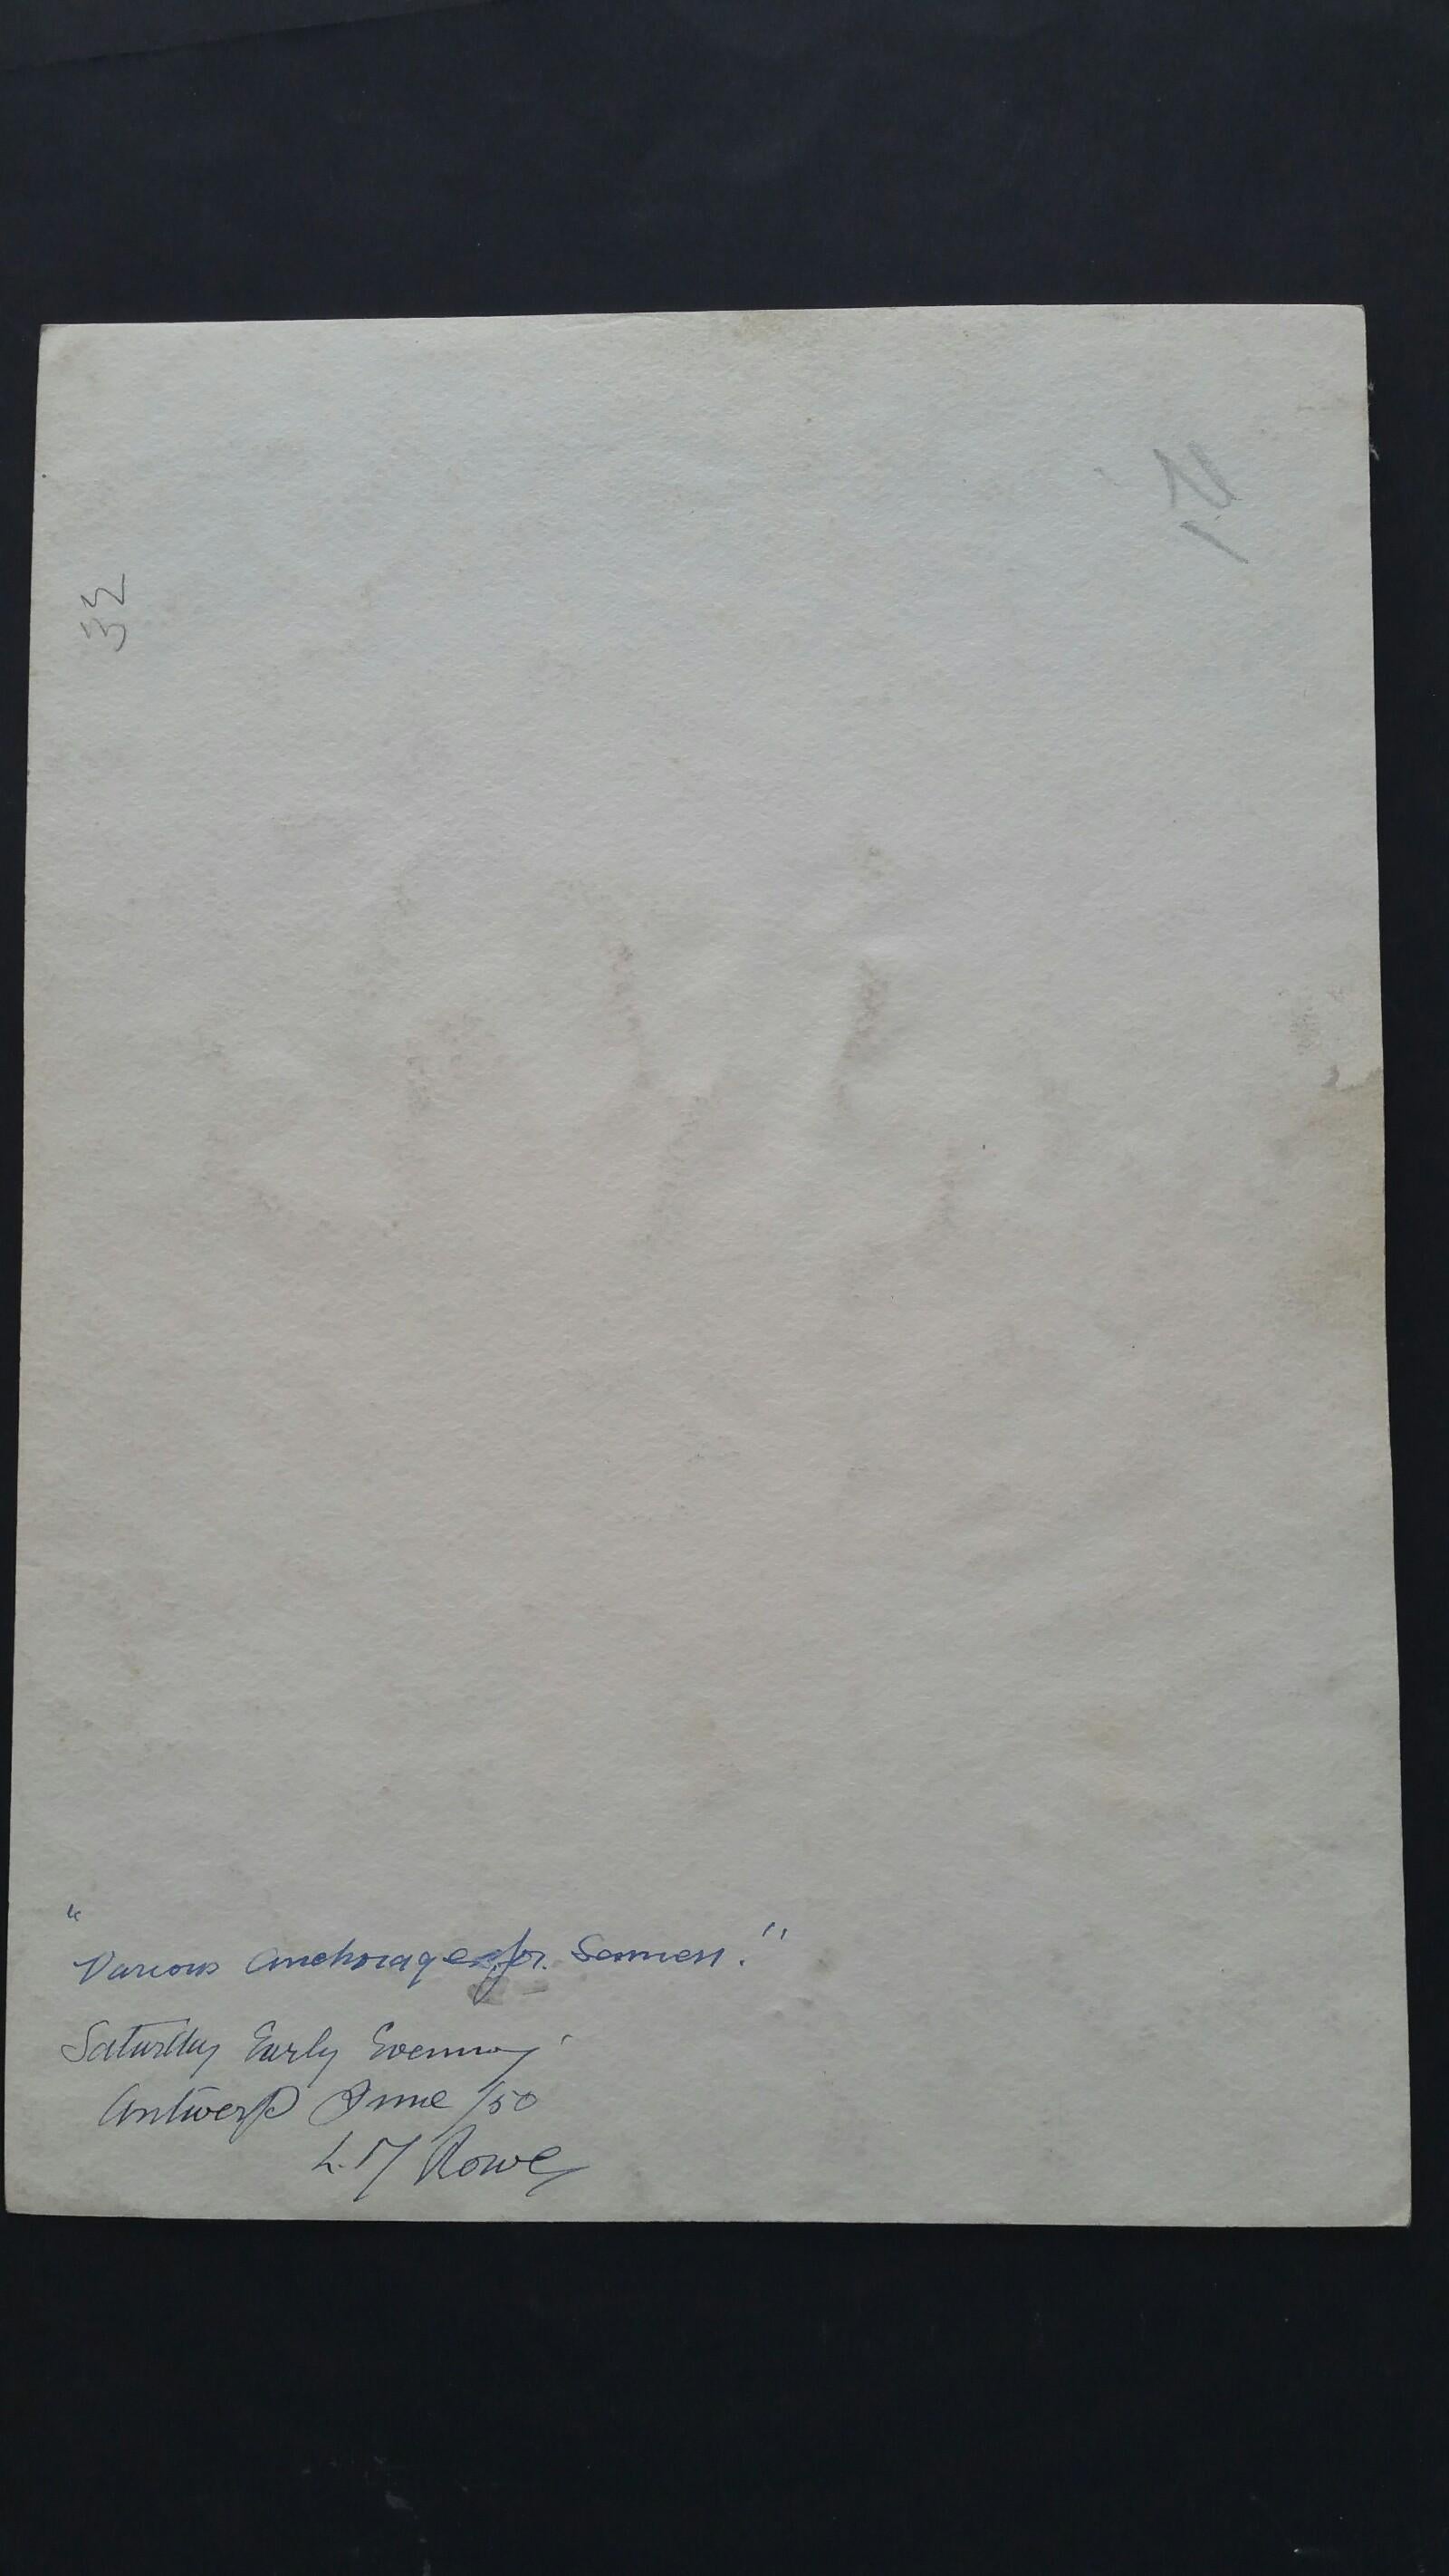 32
"Various anchorages for Seamen."
Saturday Early Evening
Antwerp June /50
L. M Rowe